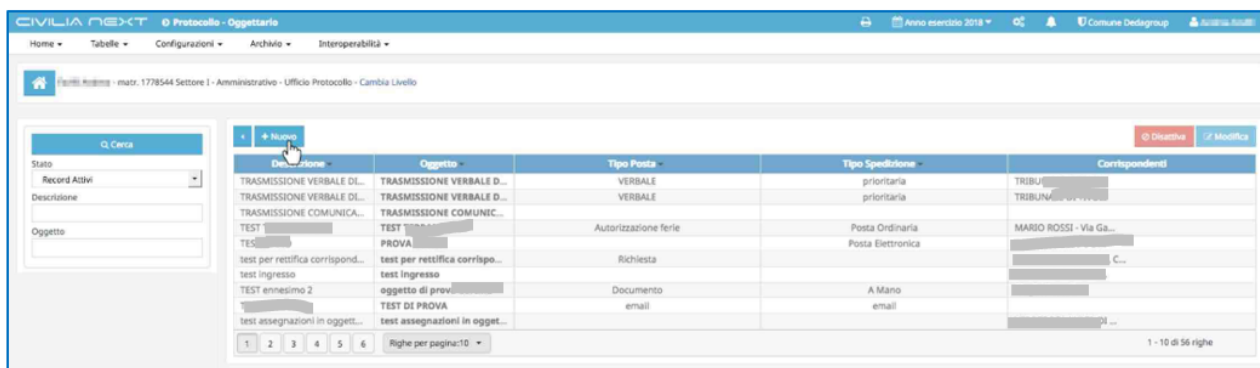 CIVILIA NEXT Protocollo - Oggettario Anno esercizio 2018 Comune Dedagroup
Home Tabelle Configurazioni Archivio Interoperabilità
- matr. 1778544 Settore I - Amministrativo - Ufficio Protocollo - Cambia Livello
Cerca
Stato
Record Attivi
Descrizione
Oggetto
+ Nuovo Disattiva Modifica
Oggetto Tipo Posta Tipo Spedizione Corrispondenti
TRASMISSIONE VERBALE DI... TRASMISSIONE VERBALE D... VERBALE prioritaria
TRASMISSIONE VERBALE DI... TRASMISSIONE VERBALE D... VERBALE prioritaria
TRASMISSIONE COMUNICA... TRASMISSIONE COMUNIC...
TEST TEST Autorizzazione ferie Posta Ordinaria MARIO ROSSI - Via Ga...
PROVA Posta Elettronica
test per rettifica corrispond... test per rettifica corrispo... Richiesta C...
test ingresso test ingresso
TEST ennesimo 2 oggetto di prov Documento A Mano
TEST DI PROVA email email
test assegnazioni in oggett... test assegnazioni in ogget...
1 2 3 4 5 6 Righe per pagina:10 1 - 10 di 56 righe